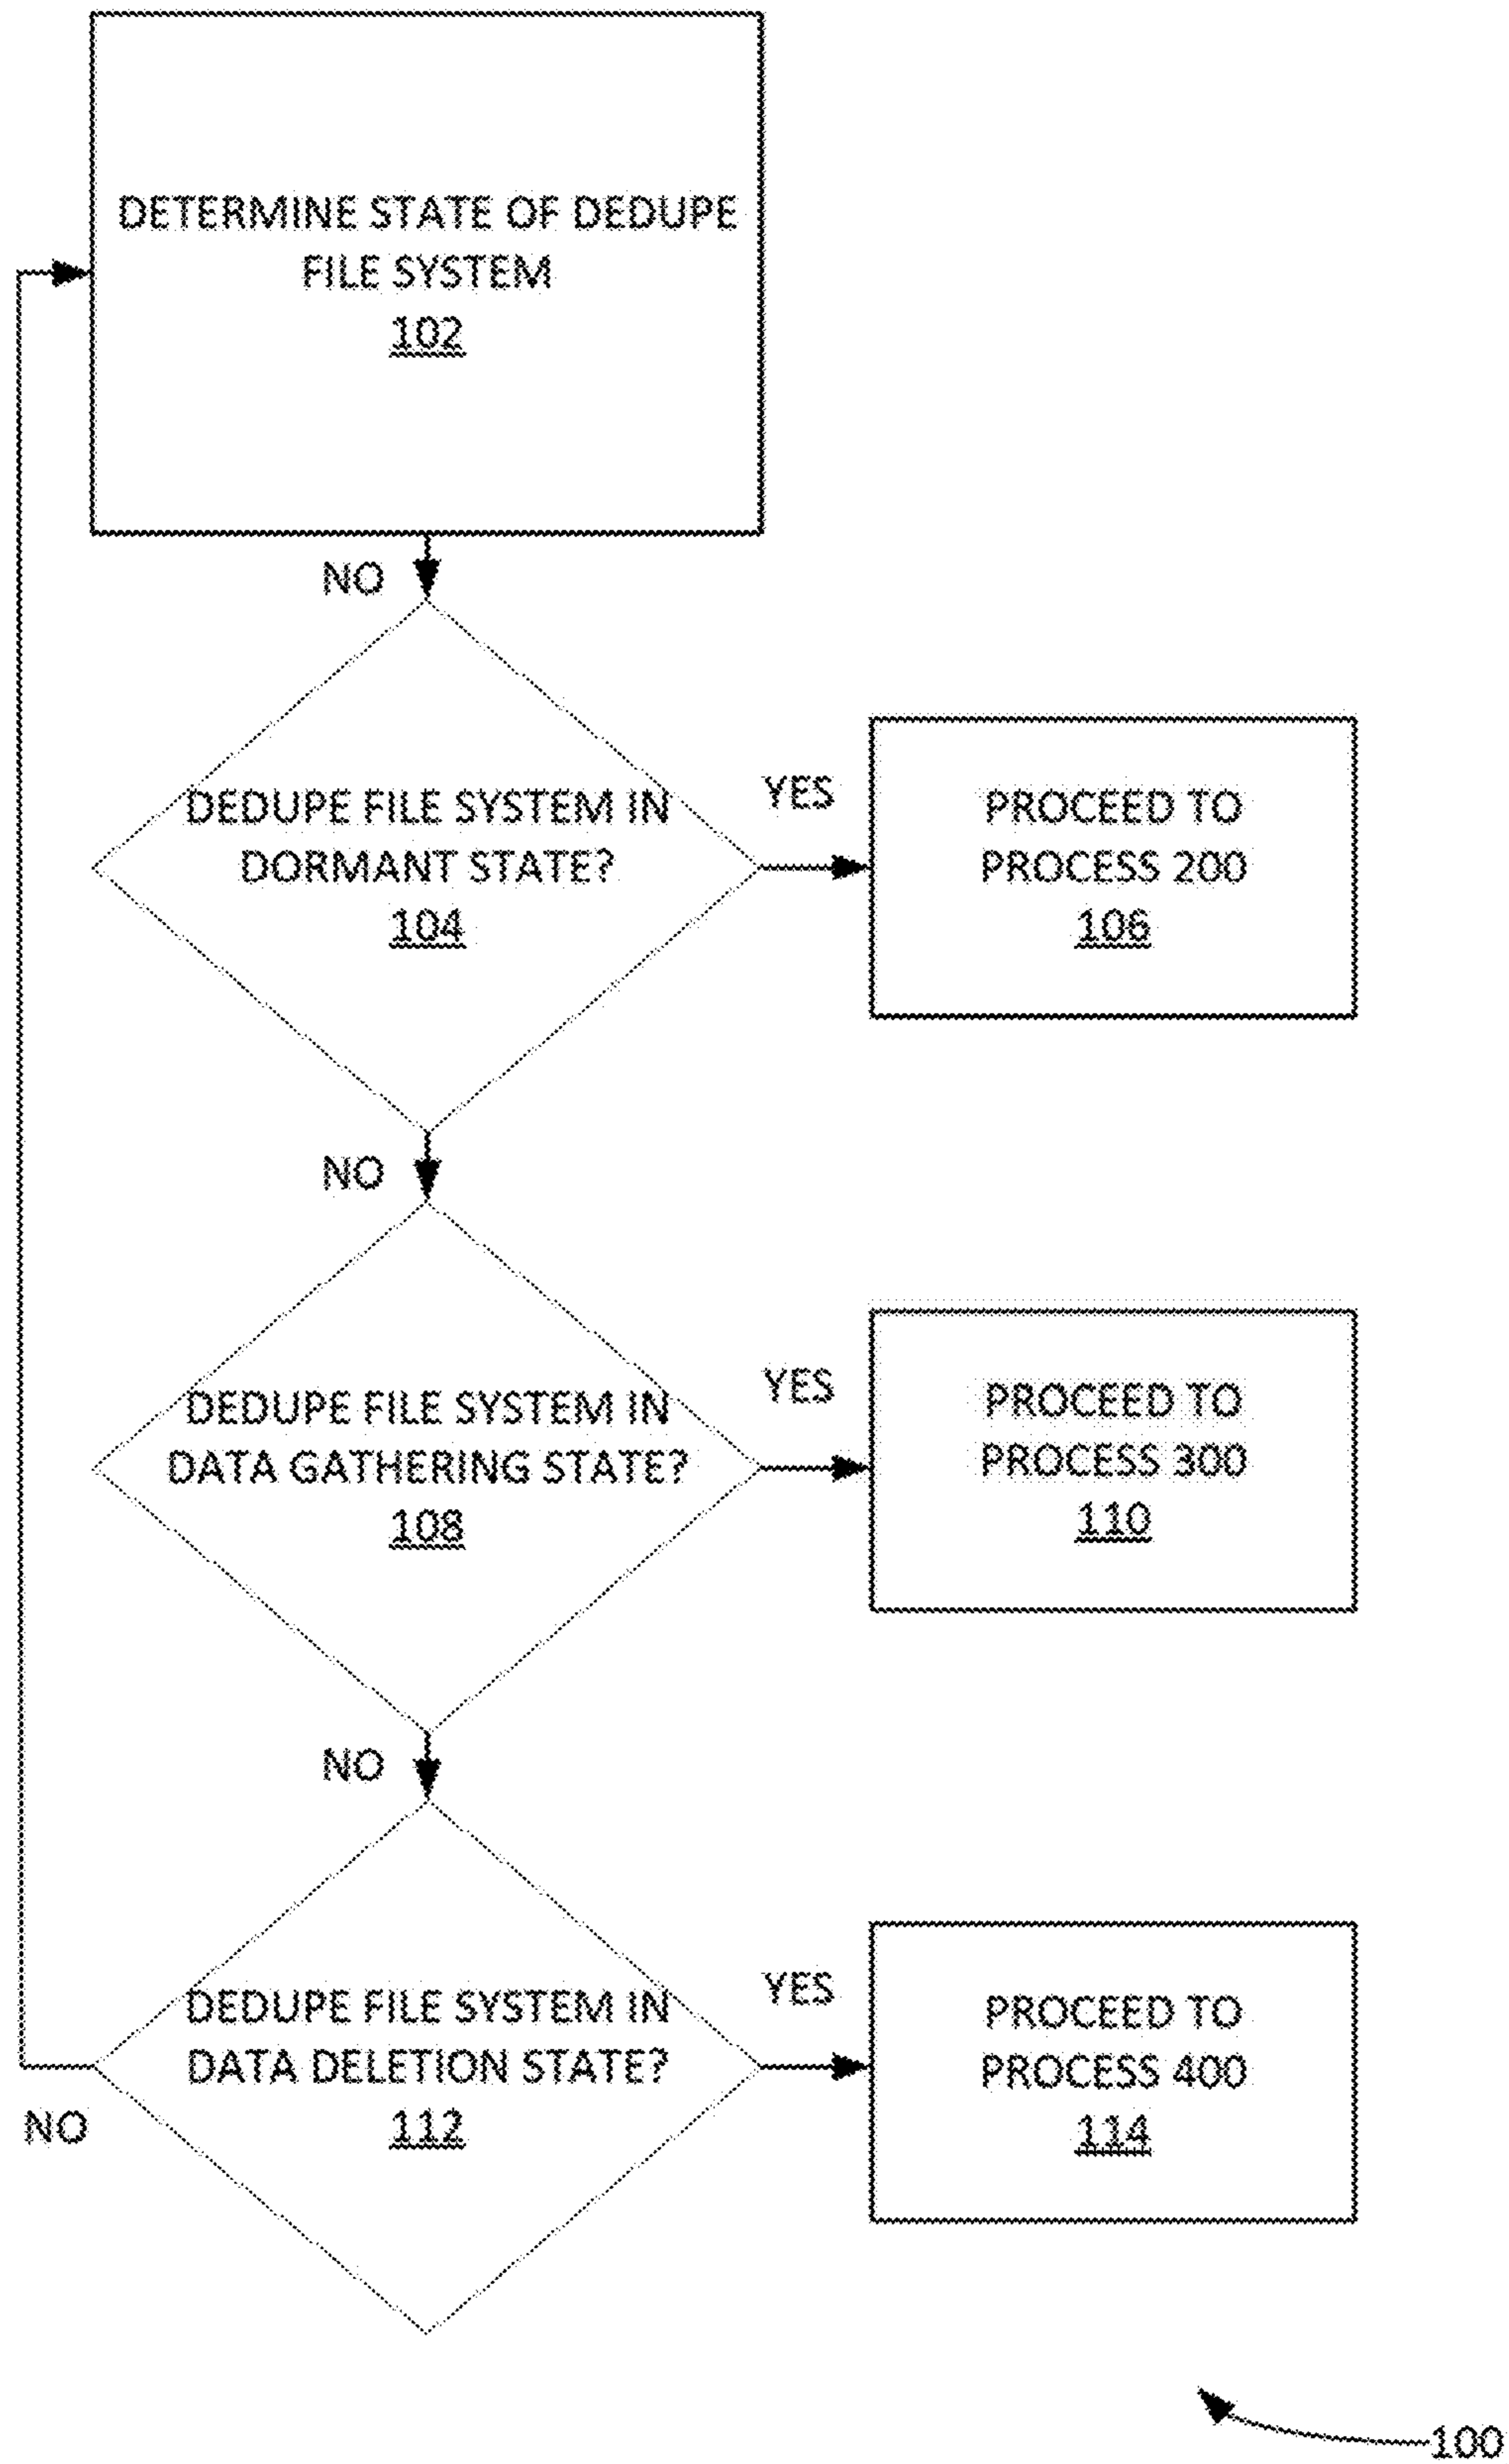 DETERMINE STATE OF DEDUPE
FILE SYSTEM
102
NO
DEDUPE FILE SYSTEM IN
DORMANT STATE?
104
YES
PROCEED TO
PROCESS 200
106
NO
DEDUPE FILE SYSTEM IN
DATA GATHERING STATE?
108
YES
PROCEED TO
PROCESS 300
110
NO
DEDUPE FILE SYSTEM IN
DATA DELETION STATE?
112
YES
PROCEED TO
PROCESS 400
114
NO
100